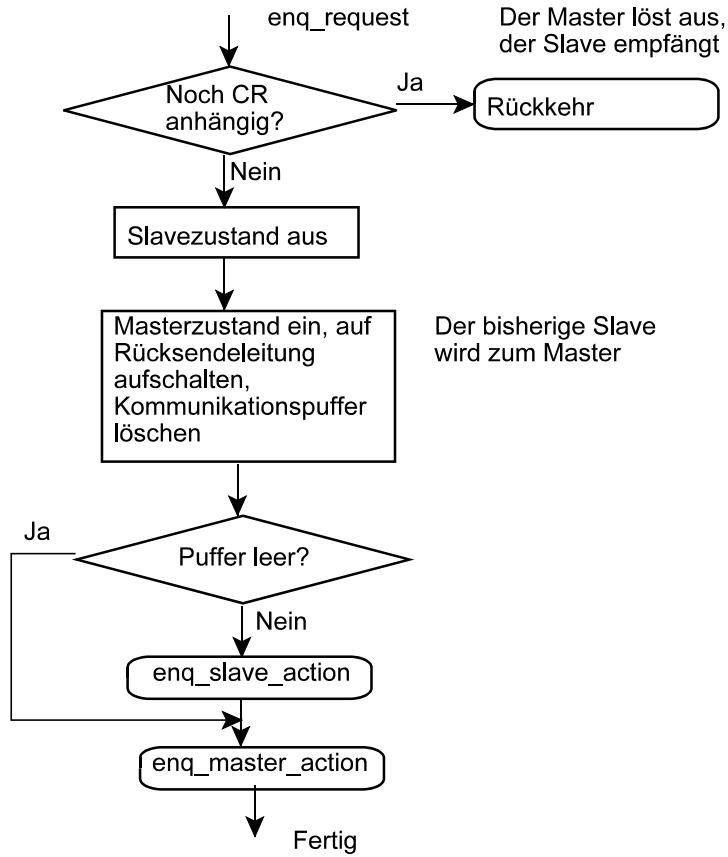 enq_request
Der Master löst aus,
der Slave empfängt
Noch CR
anhängig?
Ja
Rückkehr
Nein
Slavezustand aus
Masterzustand ein, auf
Rücksendeleitung
aufschalten,
Kommunikationspuffer
löschen
Der bisherige Slave
wird zum Master
Ja
Puffer leer?
Nein
enq_slave_action
enq_master_action
Fertig